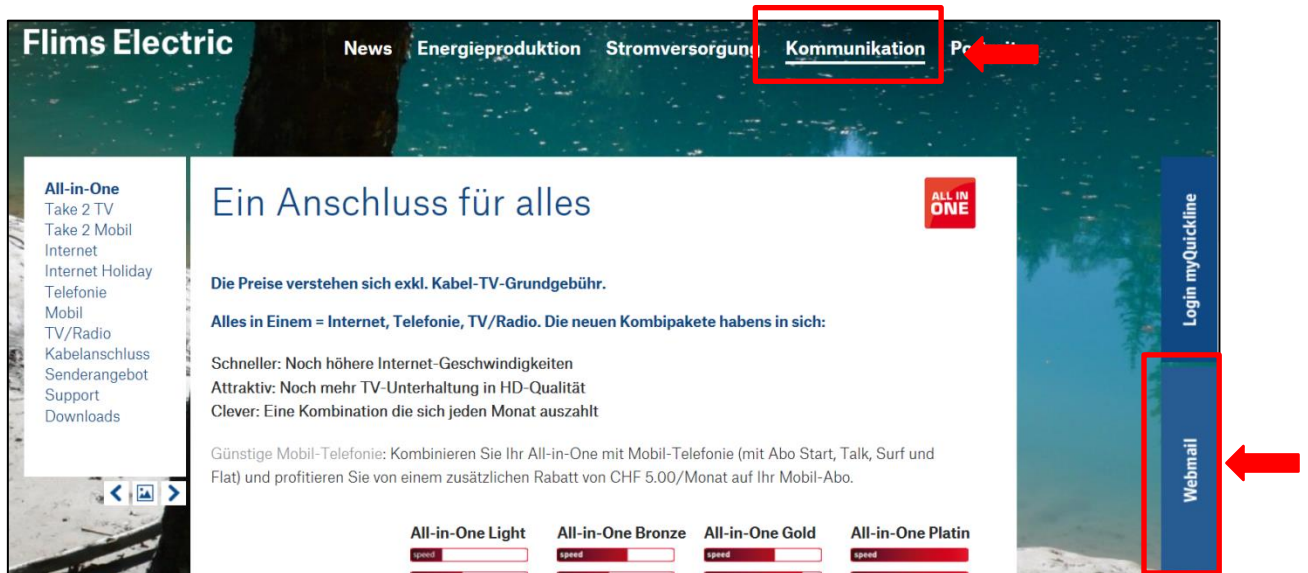 Flims Electric
News Energieproduktion Stromversorgung Kommunikation
All-in-One
Take 2 TV
Take 2 Mobil
Internet
Internet Holiday
Telefonie
Mobil
TV/Radio
Kabelanschluss
Senderangebot
Support
Downloads
Ein Anschluss für alles
ALL IN
ONE
Die Preise verstehen sich exkl. Kabel-TV-Grundgebühr.
Alles in Einem = Internet, Telefonie, TV/Radio. Die neuen Kombipakete habens in sich:
Schneller: Noch höhere Internet-Geschwindigkeiten
Attraktiv: Noch mehr TV-Unterhaltung in HD-Qualität
Clever: Eine Kombination die sich jeden Monat auszahlt
Günstige Mobil-Telefonie: Kombinieren Sie Ihr All-in-One mit Mobil-Telefonie (mit Abo Start, Talk, Surf und
Flat) und profitieren Sie von einem zusätzlichen Rabatt von CHF 5.00/Monat auf Ihr Mobil-Abo.
All-in-One Light All-in-One Bronze All-in-One Gold All-in-One Platin
speed speed speed speed
Login myQuickline
Webmail